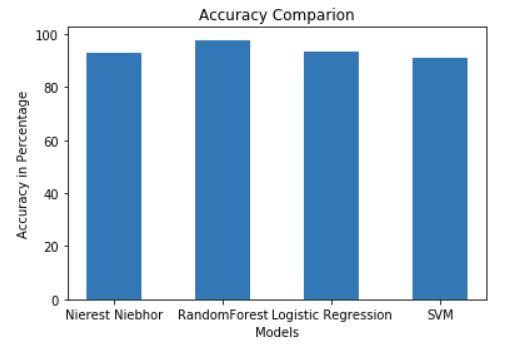 Accuracy Comparion
100
80
60
40
20
0
Accuracy in Percentage
Nierest Niebhor RandomForest Logistic Regression SVM
Models